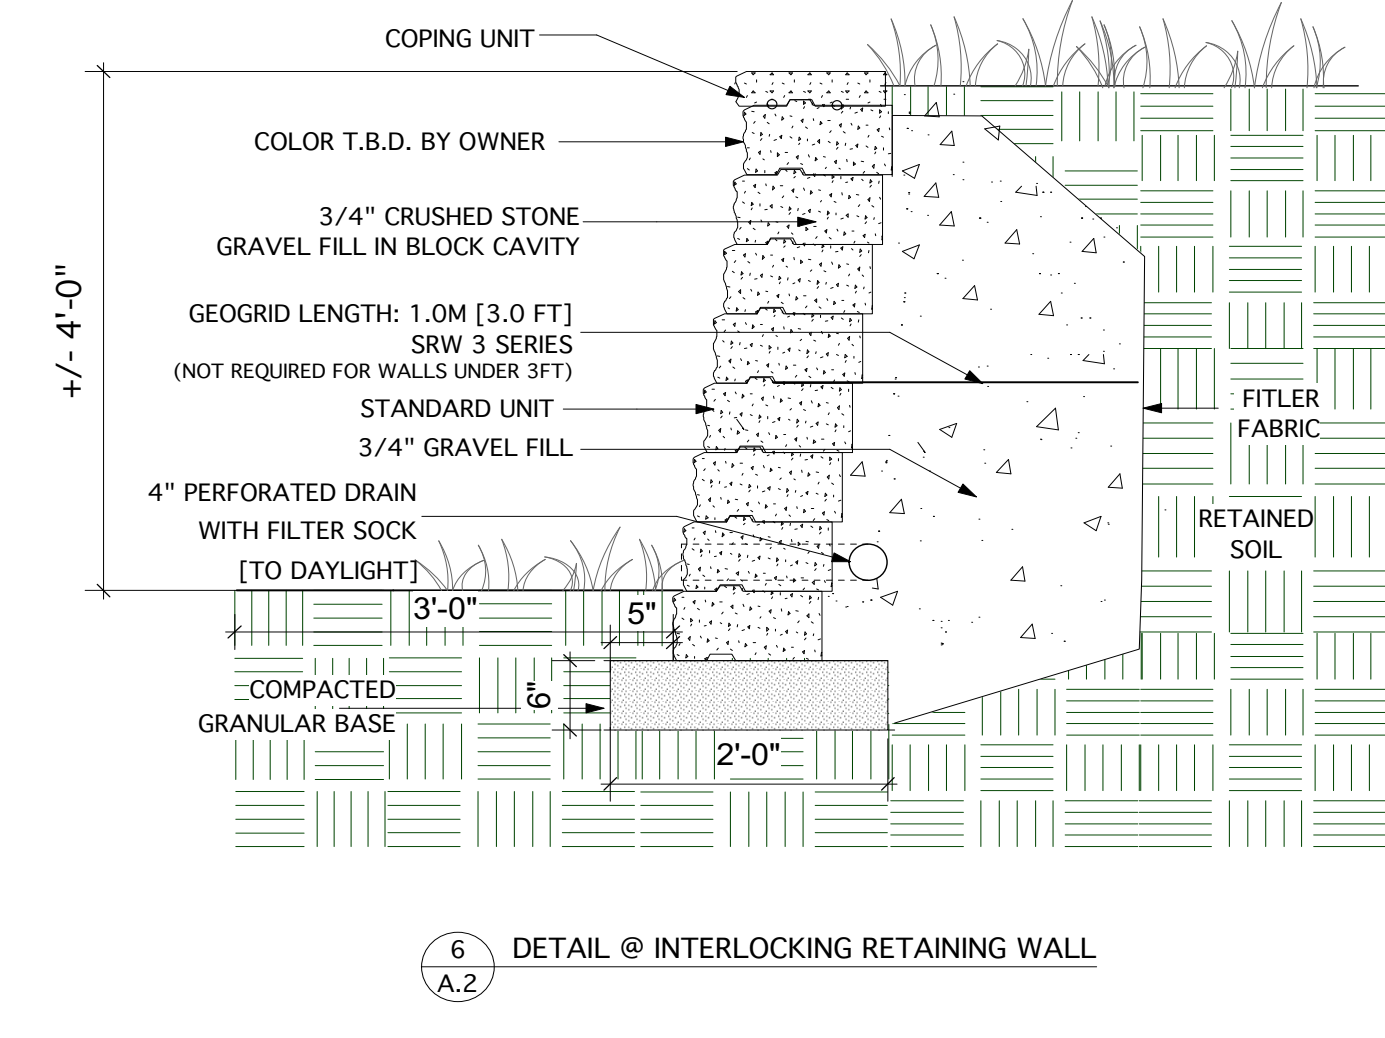 COPING UNIT
COLOR T.B.D. BY OWNER
3/4" CRUSHED STONE
GRAVEL FILL IN BLOCK CAVITY
+/- 4'-0"
GEOGRID LENGTH: 1.0M [3.0 FT]
SRW 3 SERIES
(NOT REQUIRED FOR WALLS UNDER 3FT)
STANDARD UNIT
3/4" GRAVEL FILL
FITLER
FABRIC
4" PERFORATED DRAIN
WITH FILTER SOCK
[TO DAYLIGHT]
RETAINED
SOIL
3'-0"
5"
6"
COMPACTED
GRANULAR BASE
2'-0"
6
A.2
DETAIL @ INTERLOCKING RETAINING WALL